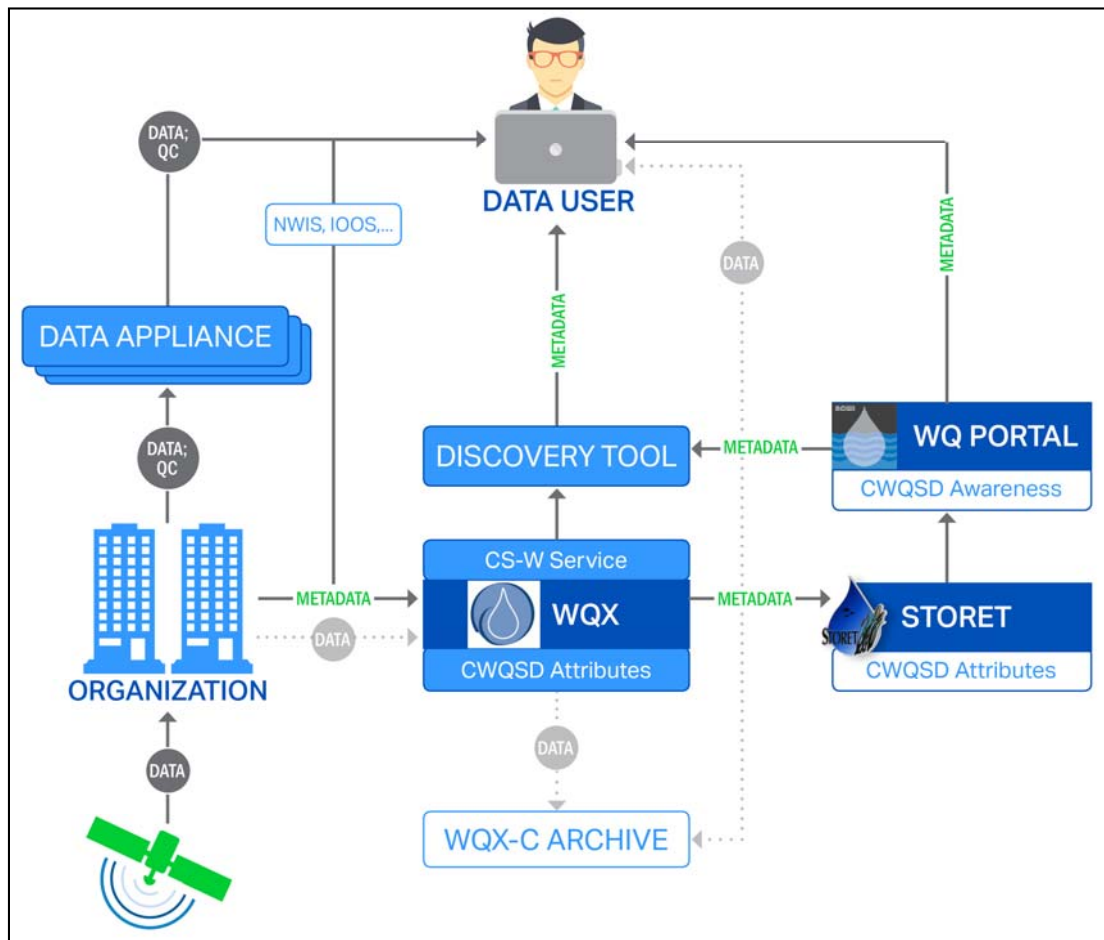 DATA;
QC
DATA USER
NWIS, IOOS,...
METADATA
DATA
METADATA
DATA APPLIANCE
DATA;
QC
DISCOVERY TOOL
METADATA
WQ PORTAL
CWQSD Awareness
CS-W Service
METADATA
WQX
METADATA
STORET
STORET
DATA
CWQSD Attributes
CWQSD Attributes
ORGANIZATION
DATA
DATA
WQX-C ARCHIVE